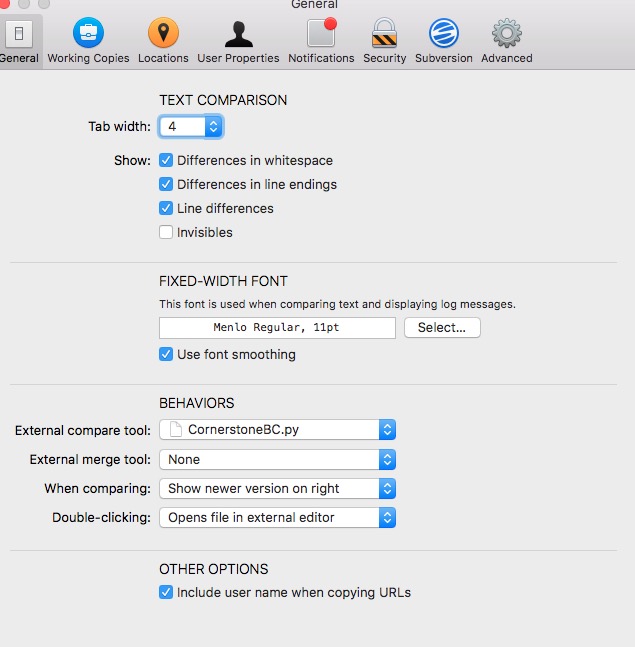 General
General Working Copies Locations User Properties Notifications Security Subversion Advanced
TEXT COMPARISON
Tab width: 4
Show: Differences in whitespace
Differences in line endings
Line differences
Invisibles
FIXED-WIDTH FONT
This font is used when comparing text and displaying log messages.
Menlo Regular, 11pt Select...
Use font smoothing
BEHAVIORS
External compare tool: CornerstoneBC.py
External merge tool: None
When comparing: Show newer version on right
Double-clicking: Opens file in external editor
OTHER OPTIONS
Include user name when copying URLs